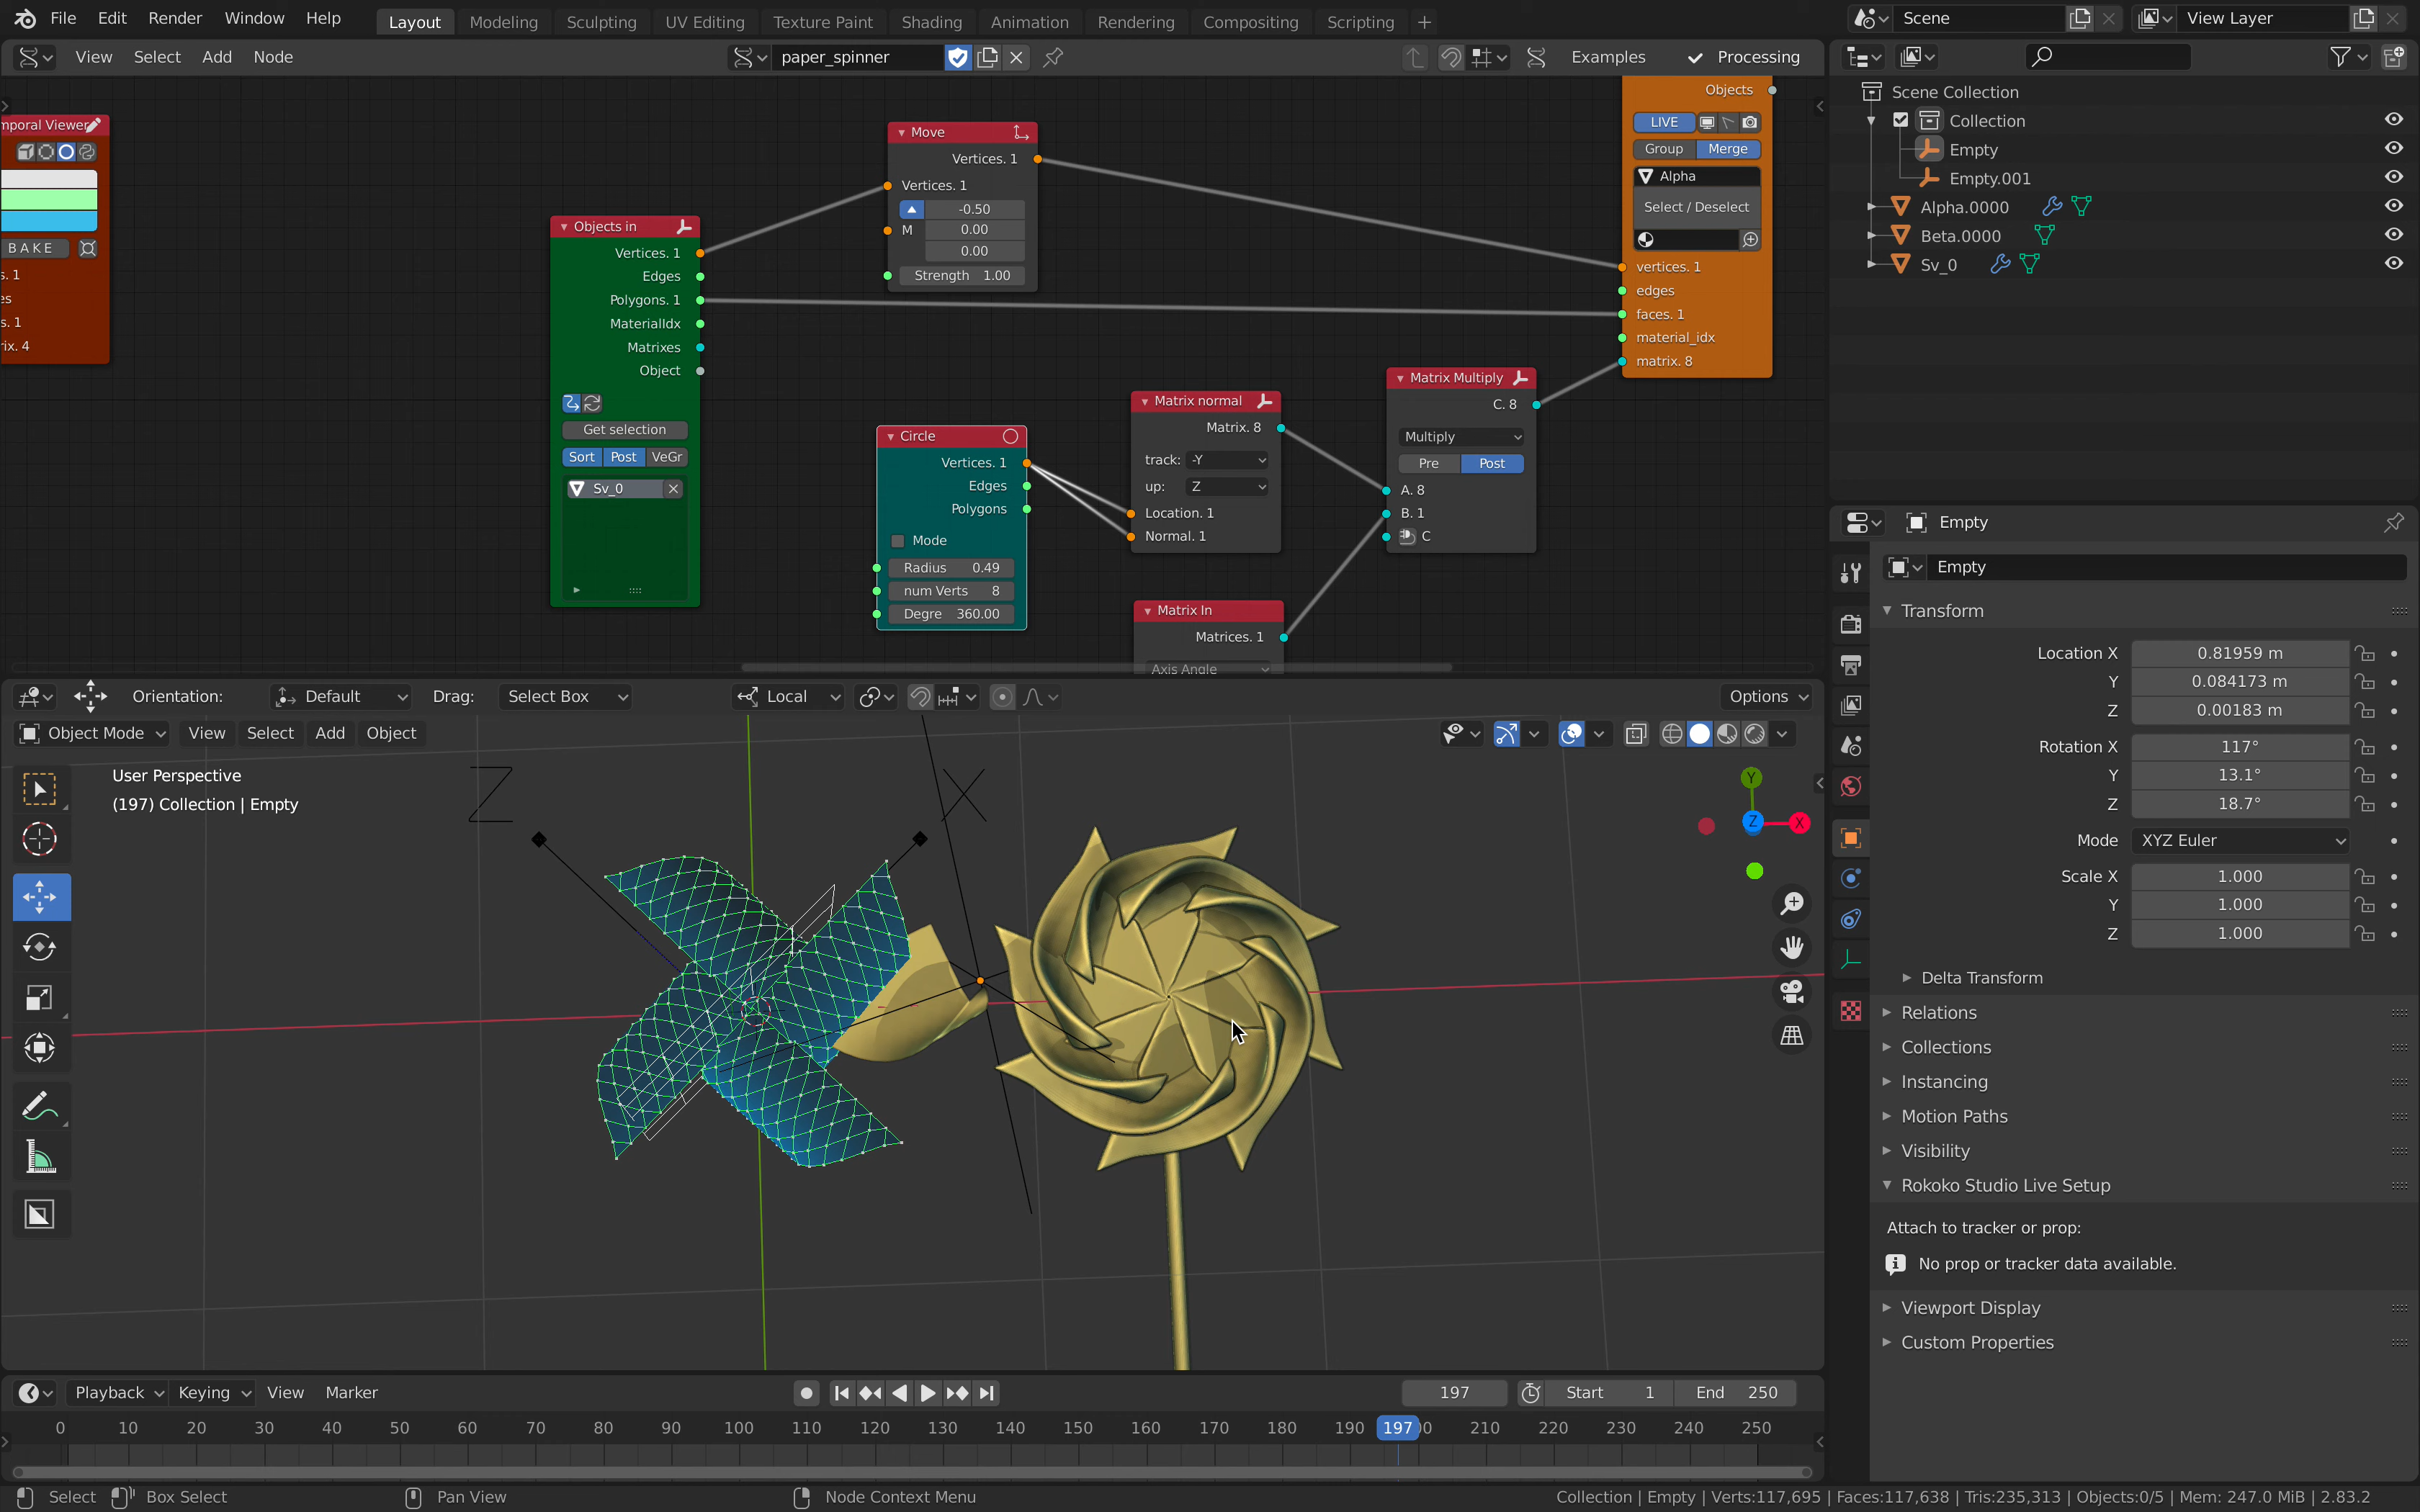 File Edit Render Window Help Layout Modeling Sculpting UV Editing Texture Paint Shading Animation Rendering Compositing Scripting + Scene View Layer
View Select Add Node paper_spinner Examples Processing
mporal Viewer
BAKE
s. 1
es
s. 1
ix. 4
Objects in
Vertices. 1
Edges
Polygons. 1
MaterialIdx
Matrixes
Object
Get selection
Sort Post VeGr
Sv_0
Move
Vertices. 1
Vertices. 1
-0.50
M 0.00
0.00
Strength 1.00
Circle
Vertices. 1
Edges
Polygons
Mode
Radius 0.49
num Verts 8
Degre 360.00
Matrix normal
Matrix. 8
track: -Y
up: Z
Location. 1
Normal. 1
Matrix In
Matrices. 1
Axis Angle
Matrix Multiply
C. 8
Multiply
Pre Post
A. 8
B. 1
C
Objects
LIVE
Group Merge
Alpha
Select / Deselect
vertices. 1
edges
faces. 1
material_idx
matrix. 8
Scene Collection
Collection
Empty
Empty.001
Alpha.0000
Beta.0000
Sv_0
Orientation: Default Drag: Select Box Local Options
Object Mode View Select Add Object
User Perspective
(197) Collection | Empty
Z X
Y
Z X
Empty
Empty
Transform
Location X 0.81959 m
Y 0.084173 m
Z 0.00183 m
Rotation X 117°
Y 13.1°
Z 18.7°
Mode XYZ Euler
Scale X 1.000
Y 1.000
Z 1.000
Delta Transform
Relations
Collections
Instancing
Motion Paths
Visibility
Rokoko Studio Live Setup
Attach to tracker or prop:
No prop or tracker data available.
Viewport Display
Custom Properties
Playback Keying View Marker 197 Start 1 End 250
0 10 20 30 40 50 60 70 80 90 100 110 120 130 140 150 160 170 180 190 197 210 220 230 240 250
Select Box Select Pan View Node Context Menu Collection | Empty | Verts:117,695 | Faces:117,638 | Tris:235,313 | Objects:0/5 | Mem: 247.0 MiB | 2.83.2